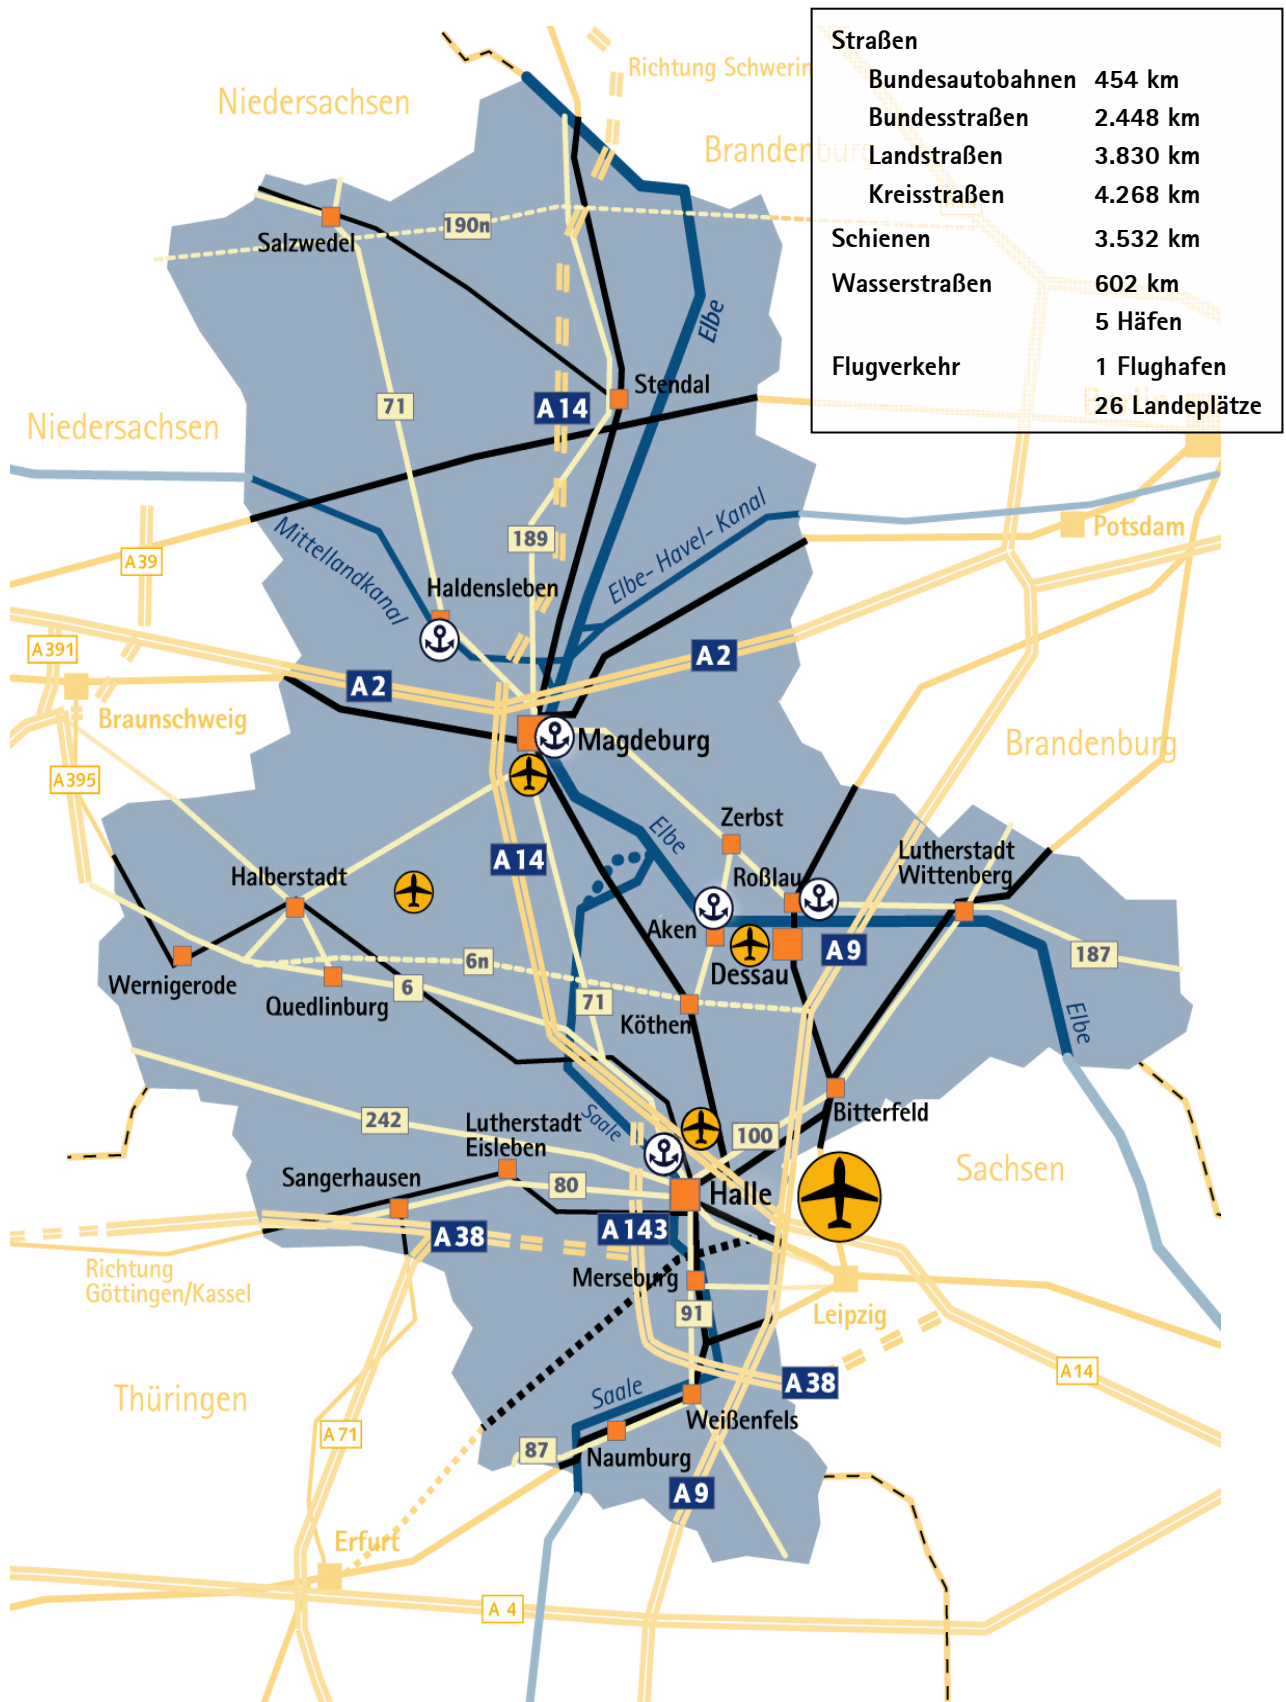 Straßen
Bundesautobahnen 454 km
Bundesstraßen 2.448 km
Landstraßen 3.830 km
Kreisstraßen 4.268 km
Schienen 3.532 km
Wasserstraßen 602 km
5 Häfen
Flugverkehr 1 Flughafen
26 Landeplätze
Richtung Schwerin
Niedersachsen
Brandenburg
190n
Salzwedel
Elbe
Stendal
71
A14
Berlin
Niedersachsen
Mittellandkanal
189
Elbe-Havel-Kanal
Potsdam
A39
Haldensleben
A391
A2
A2
Braunschweig
Magdeburg
Brandenburg
A395
Zerbst
Elbe
A14
Lutherstadt
Wittenberg
Halberstadt
Roßlau
Aken
A9
187
6n
Dessau
Wernigerode
6
Quedlinburg
71
Köthen
Elbe
Bitterfeld
242
Lutherstadt
Eisleben
Saale
100
Sachsen
Sangerhausen
80
Halle
A38
A143
Richtung
Göttingen/Kassel
Merseburg
91
Leipzig
A14
A38
Thüringen
Saale
Weißenfels
A71
87
Naumburg
A9
Erfurt
A 4